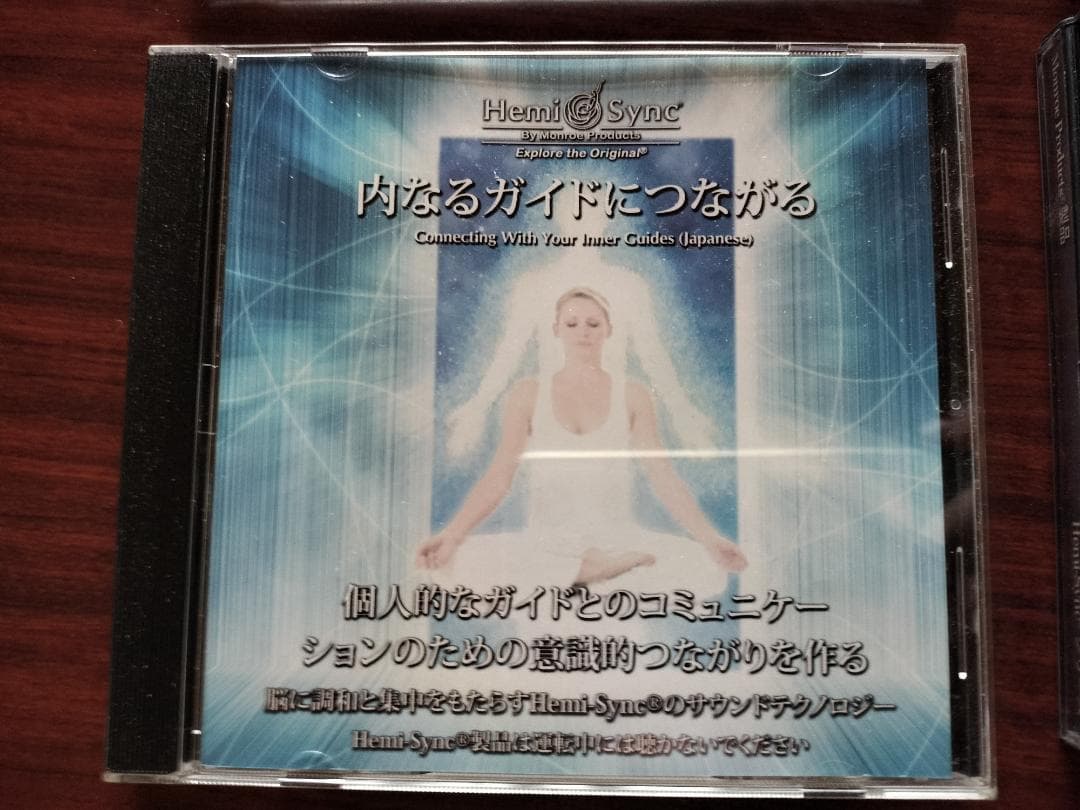 Hemi Sync®
By Monroe Products
Explore the Original®
内なるガイドにつながる
Connecting With Your Inner Guides (Japanese)
個人的なガイドとのコミュニケー
ションのための意識的つながりを作る
脳に調和と集中をもたらすHemi-Sync®のサウンドテクノロジー
Hemi-Sync®製品は運転中には聴かないでください
Monroe Products 製品